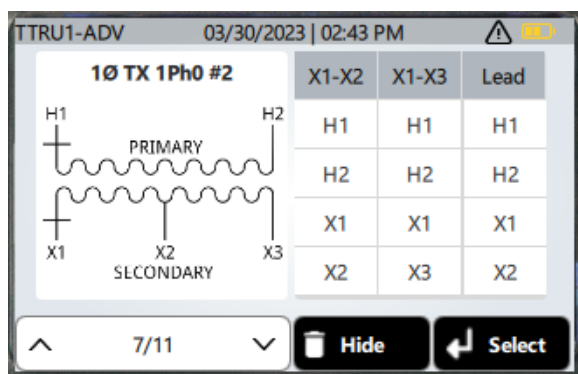 TTRU1-ADV 03/30/2023 | 02:43 PM
1Ø TX 1Ph0 #2
H1 H2
PRIMARY
X1 X2 X3
SECONDARY
X1-X2 X1-X3 Lead
H1 H1 H1
H2 H2 H2
X1 X1 X1
X2 X3 X2
7/11 Hide Select